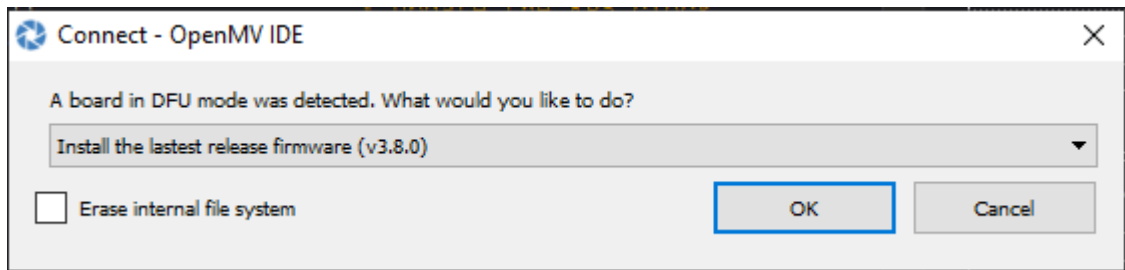 Connect - OpenMV IDE
A board in DFU mode was detected. What would you like to do?
Install the lastest release firmware (v3.8.0)
Erase internal file system
OK
Cancel